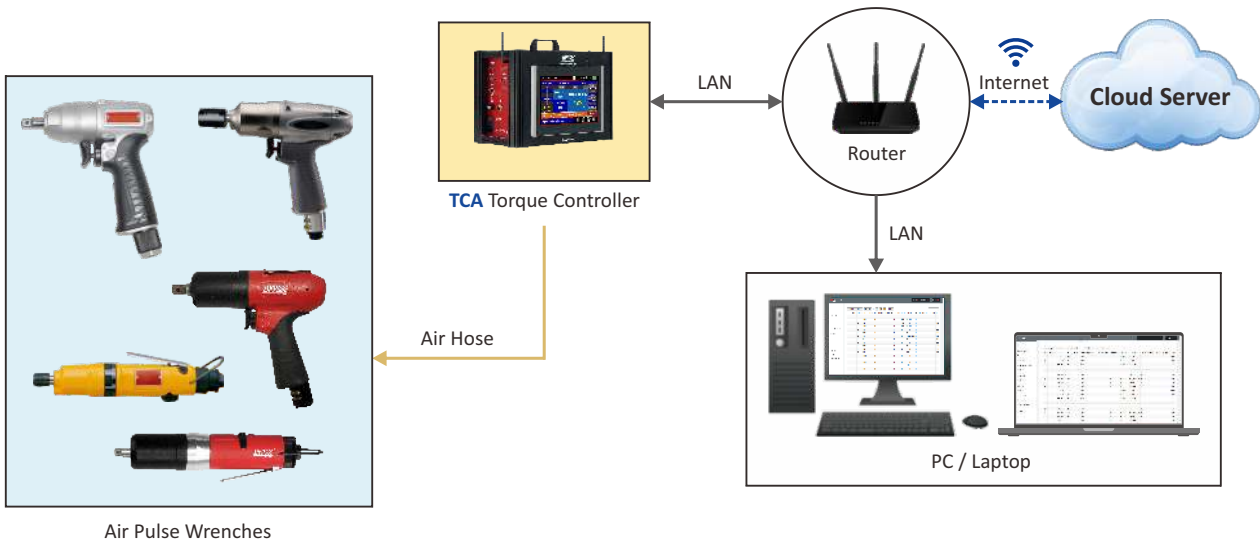 LAN
Internet
Cloud Server
Router
TCA Torque Controller
LAN
Air Hose
PC / Laptop
Air Pulse Wrenches